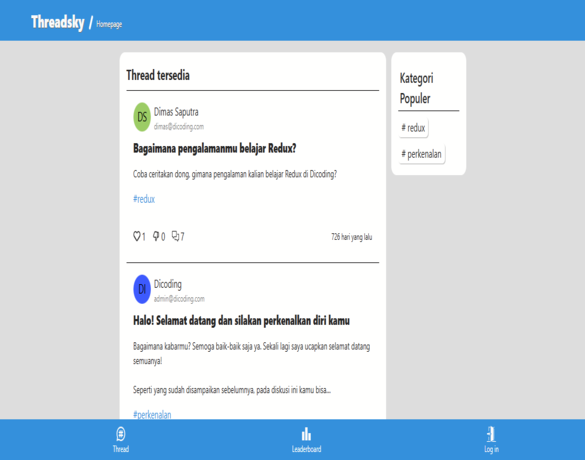 Threadsky / Homepage
Thread tersedia
DS
Dimas Saputra
dimas@dicoding.com
Bagaimana pengalamanmu belajar Redux?
Coba ceritakan dong, gimana pengalaman kalian belajar Redux di Dicoding?
#redux
1 0 7
726 hari yang lalu
DI
Dicoding
admin@dicoding.com
Halo! Selamat datang dan silakan perkenalkan diri kamu
Bagaimana kabarmu? Semoga baik-baik saja ya. Sekali lagi saya ucapkan selamat datang
semuanya!
Seperti yang sudah disampaikan sebelumnya, pada diskusi ini kamu bisa...
#perkenalan
Kategori
Populer
# redux
# perkenalan
Thread
Leaderboard
Log in